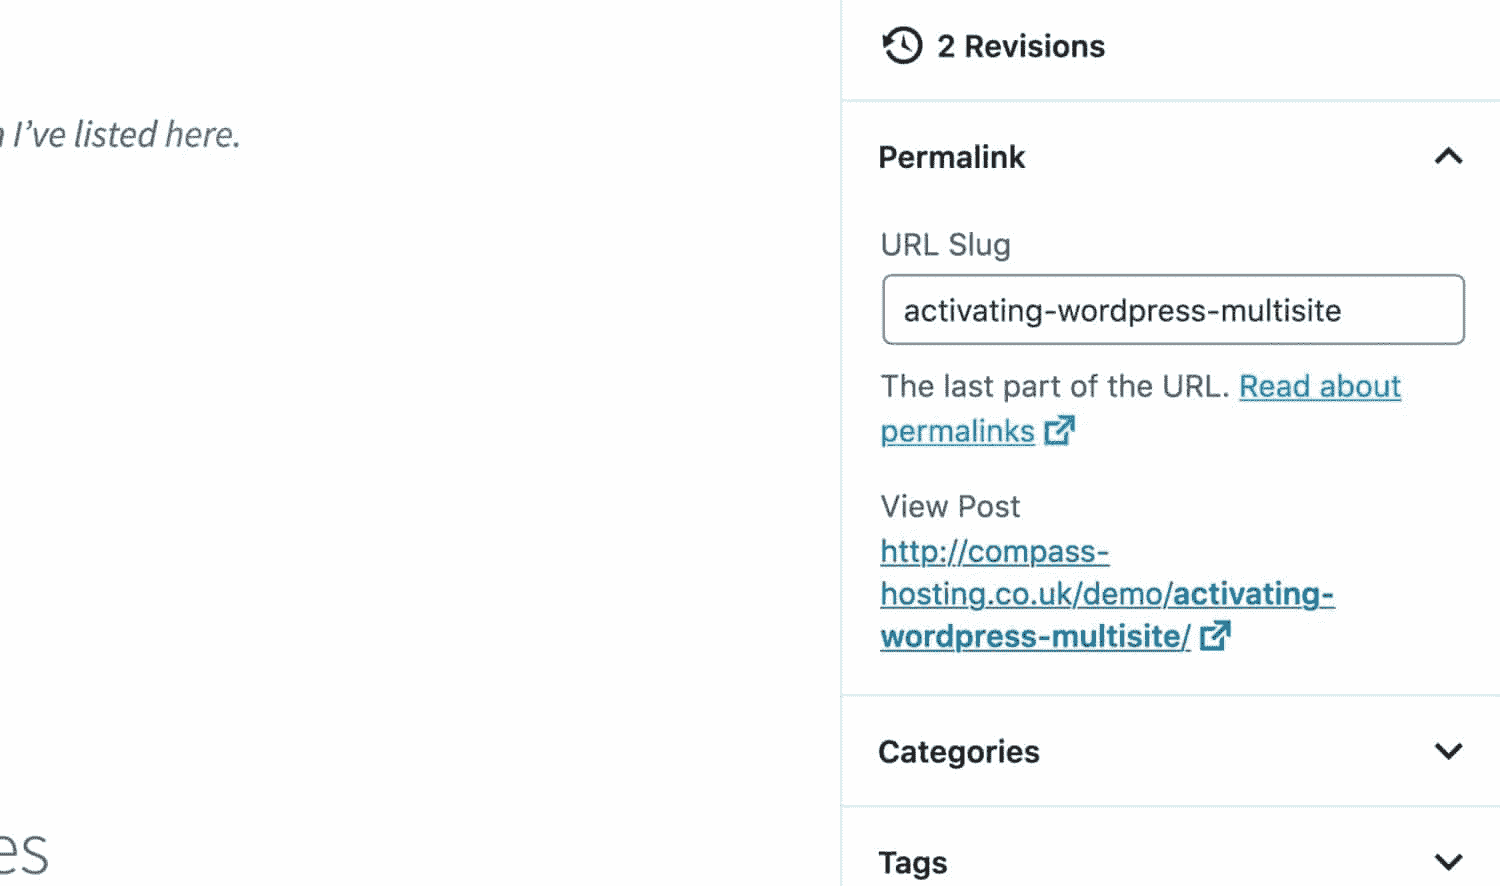 2 Revisions
I've listed here.
Permalink
URL Slug
activating-wordpress-multisite
The last part of the URL. Read about
permalinks
View Post
http://compass-
hosting.co.uk/demo/activating-
wordpress-multisite/
Categories
Tags